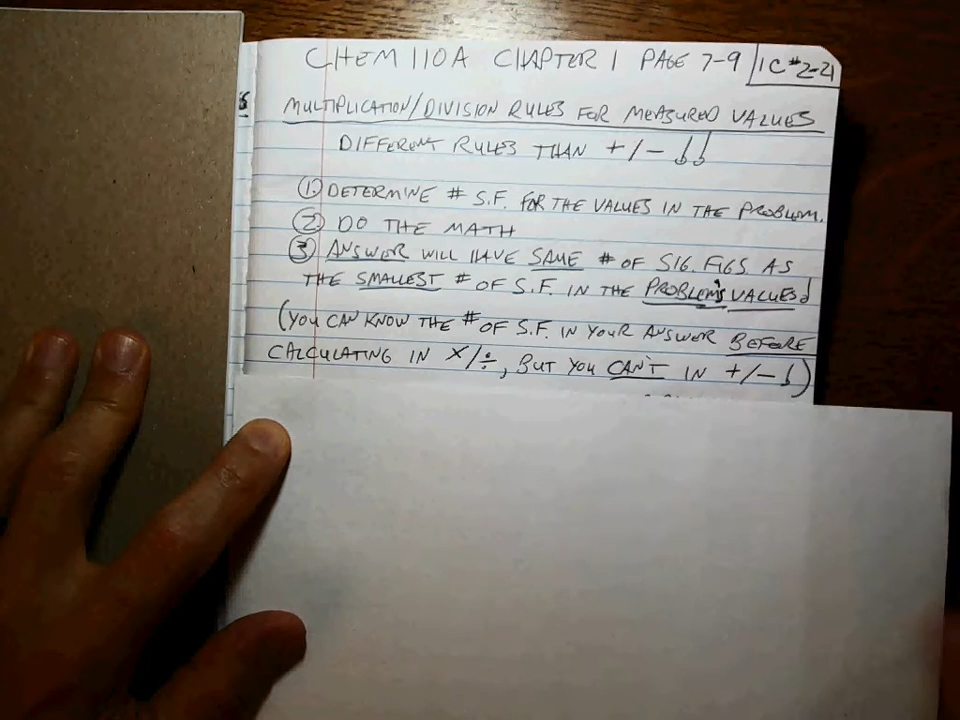 CHEM 110A CHAPTER 1 PAGE 7-9 1C #2-21
MULTIPLICATION/DIVISION RULES FOR MEASURED VALUES
DIFFERENT RULES THAN +/- !!
① DETERMINE # S.F. FOR THE VALUES IN THE PROBLEM.
② DO THE MATH
③ ANSWER WILL HAVE SAME # OF SIG. FIGS. AS
THE SMALLEST # OF S.F. IN THE PROBLEM'S VALUES!
(YOU CAN KNOW THE # OF S.F. IN YOUR ANSWER BEFORE
CALCULATING IN X/÷, BUT YOU CAN'T IN +/- !)